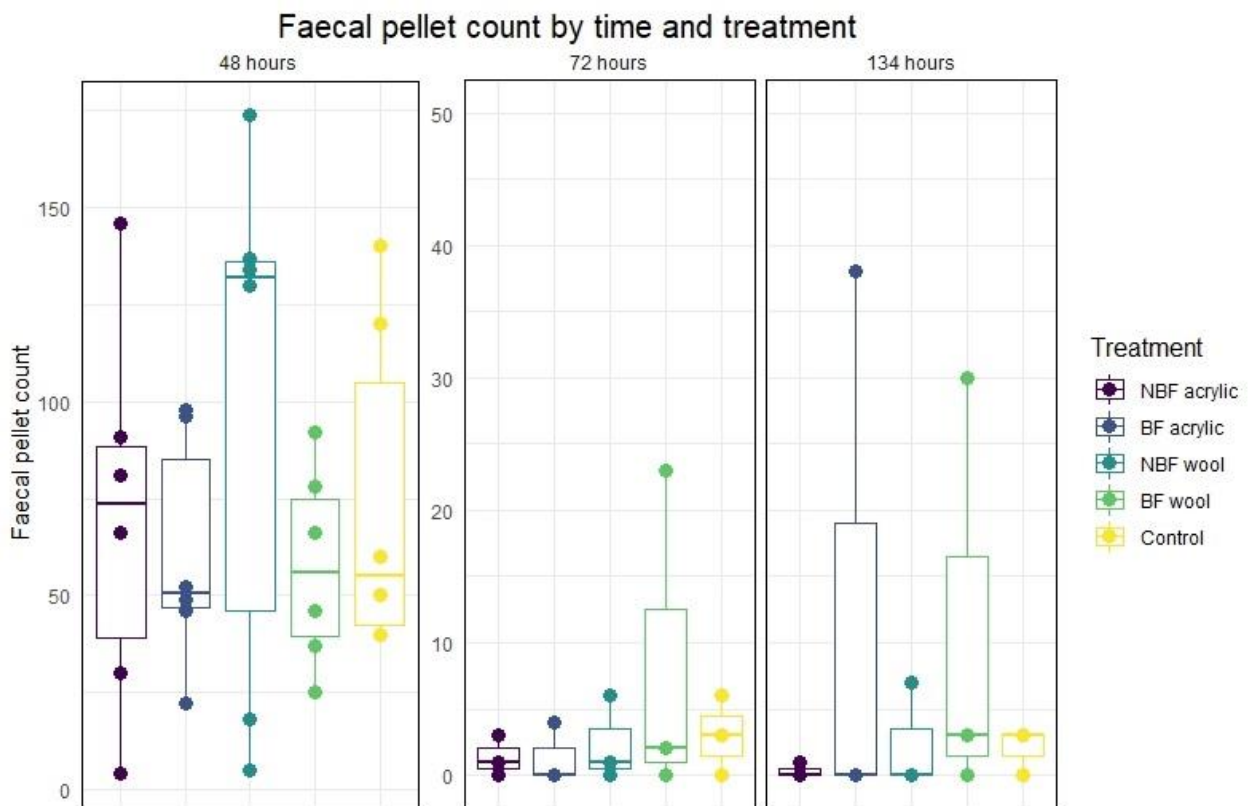 Faecal pellet count by time and treatment
48 hours
72 hours
134 hours
Faecal pellet count
150
100
50
0
50
40
30
20
10
0
Treatment
NBF acrylic
BF acrylic
NBF wool
BF wool
Control